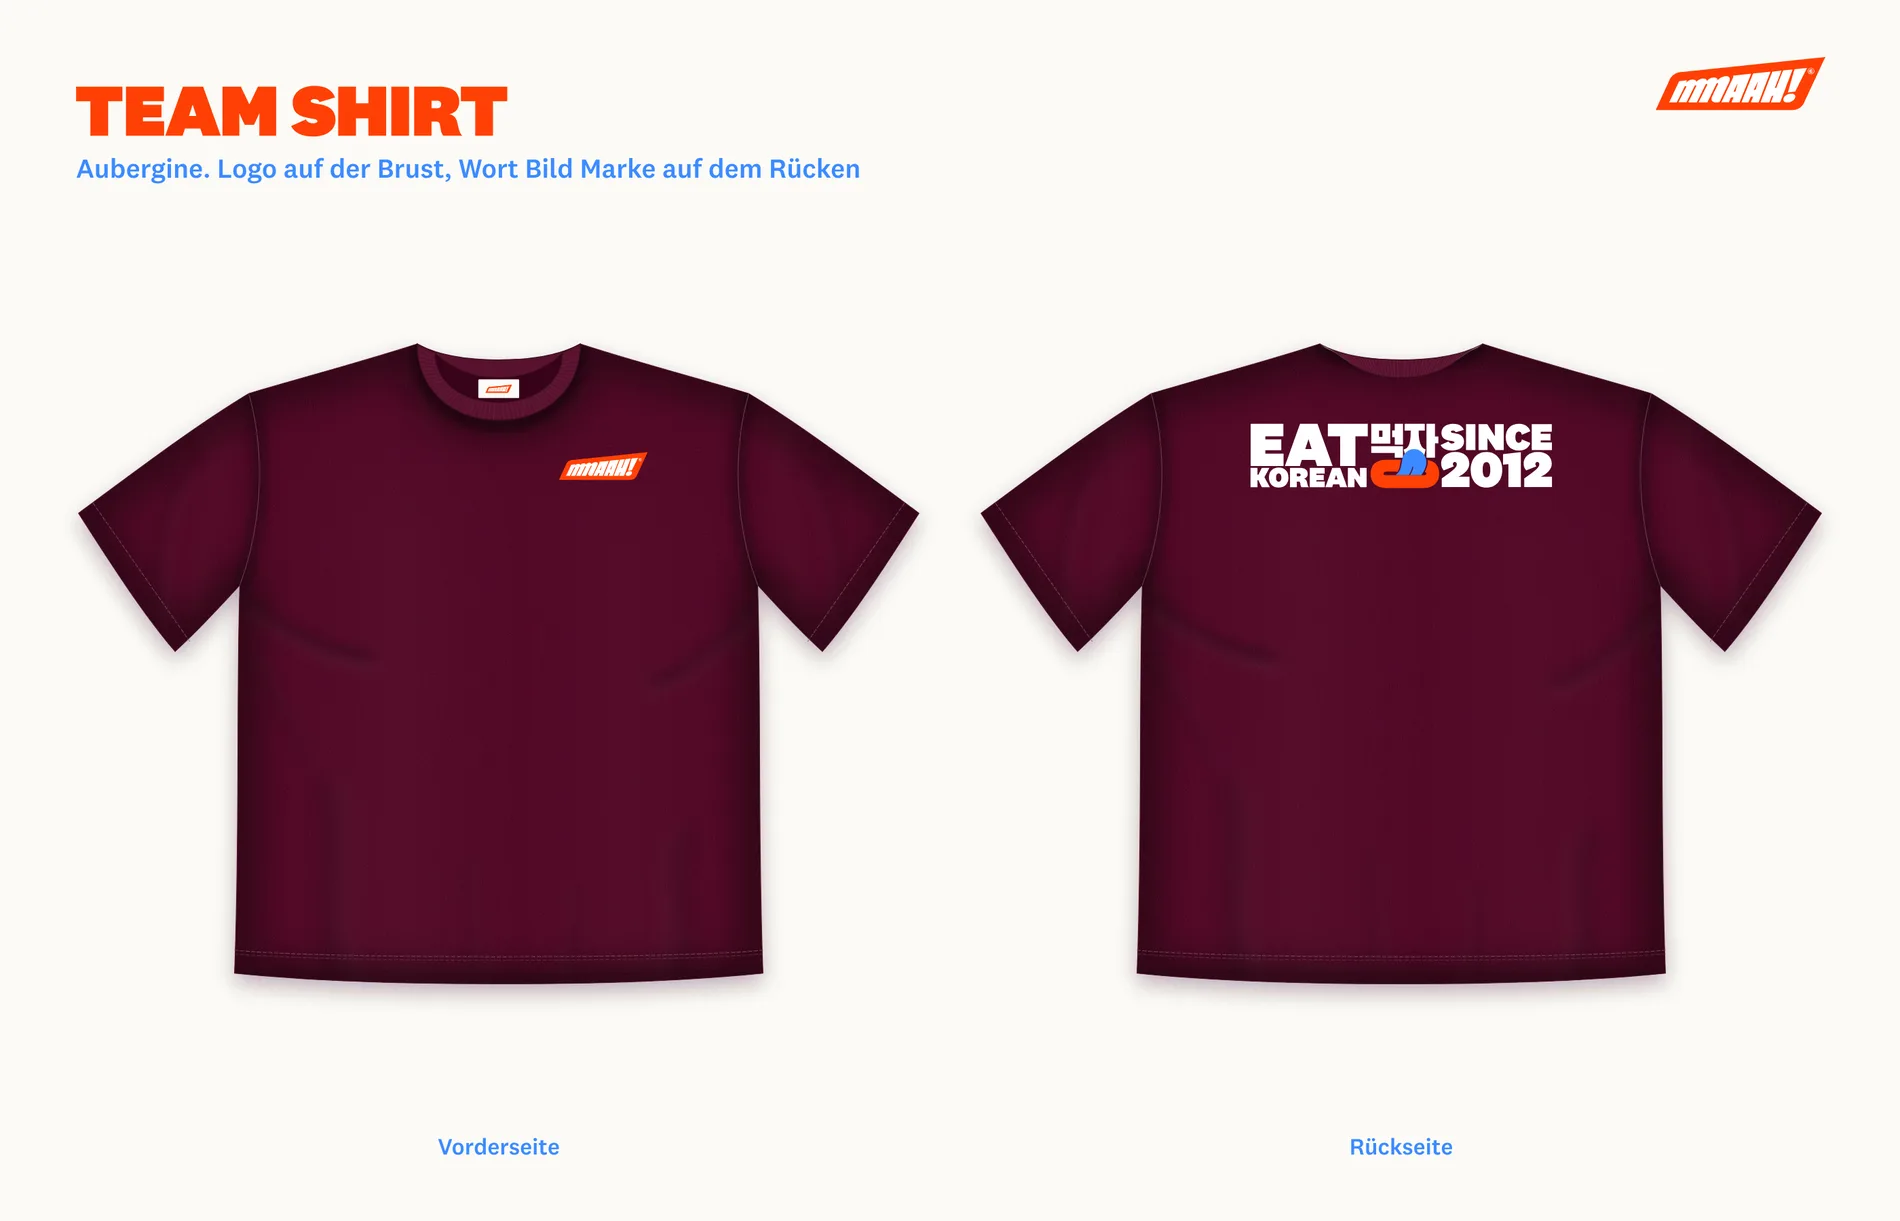 TEAM SHIRT
Aubergine. Logo auf der Brust, Wort Bild Marke auf dem Rücken
mmAAH!®
mmAAH!
mmAAH!
EAT 먹자 SINCE
KOREAN 2012
Vorderseite
Rückseite